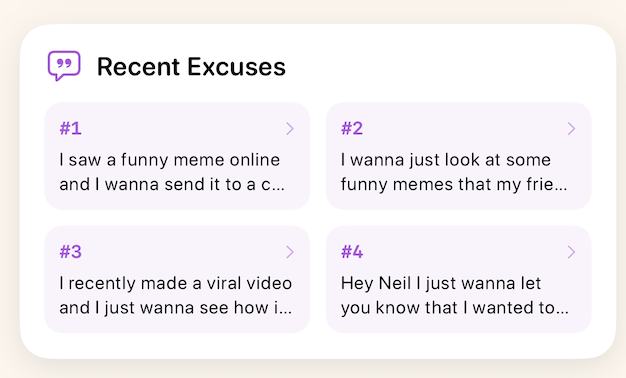 Recent Excuses
#1
I saw a funny meme online
and I wanna send it to a c...
#2
I wanna just look at some
funny memes that my frie...
#3
I recently made a viral video
and I just wanna see how i...
#4
Hey Neil I just wanna let
you know that I wanted to...